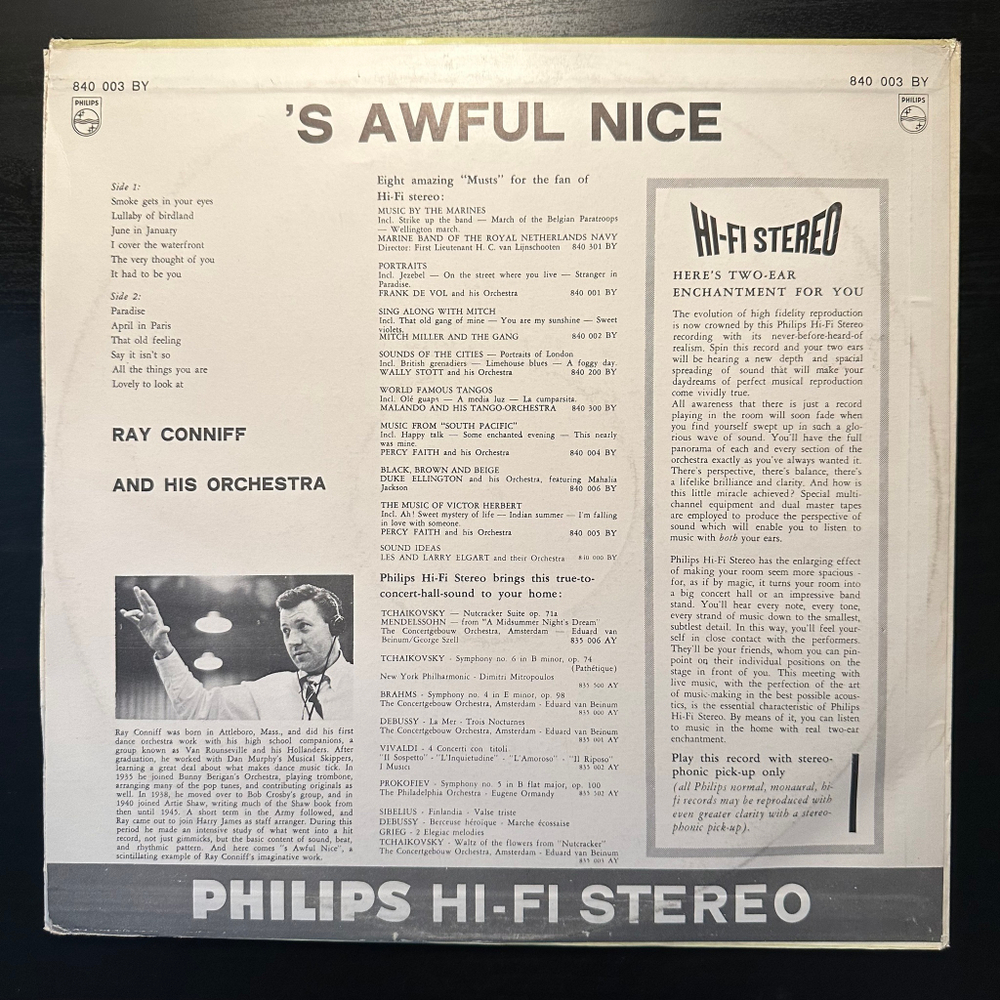 840 003 BY
840 003 BY
PHILIPS
PHILIPS
'S AWFUL NICE
Side 1:
Smoke gets in your eyes
Lullaby of birdland
June in January
I cover the waterfront
The very thought of you
It had to be you
Side 2:
Paradise
April in Paris
That old feeling
Say it isn't so
All the things you are
Lovely to look at
RAY CONNIFF
AND HIS ORCHESTRA
Ray Conniff was born in Attleboro, Mass., and did his first
dance orchestra work with his high school companions, a
group known as Van Rounseville and his Hollanders. After
graduation, he worked with Dan Murphy's Musical Skippers,
learning a great deal about what makes dance music tick. In
1935 he joined Bunny Berigan's Orchestra, playing trombone,
arranging many of the pop tunes, and contributing originals as
well. In 1938, he moved over to Bob Crosby's group, and in
1940 joined Artie Shaw, writing much of the Shaw book from
then until 1945. A short term in the Army followed, and
Ray came out to join Harry James as staff arranger. During this
period he made an intensive study of what went into a hit
record, not just gimmicks, but the basic content of sound, beat,
and rhythmic pattern. And here comes "s Awful Nice", a
scintillating example of Ray Conniff's imaginative work.
Eight amazing "Musts" for the fan of
Hi-Fi stereo:
MUSIC BY THE MARINES
Incl. Strike up the band — March of the Belgian Paratroops
— Wellington march.
MARINE BAND OF THE ROYAL NETHERLANDS NAVY
Director: First Lieutenant H. C. van Lijnschooten 840 301 BY
PORTRAITS
Incl. Jezebel — On the street where you live — Stranger in
Paradise.
FRANK DE VOL and his Orchestra 840 001 BY
SING ALONG WITH MITCH
Incl. That old gang of mine — You are my sunshine — Sweet
violets.
MITCH MILLER AND THE GANG 840 002 BY
SOUNDS OF THE CITIES — Portraits of London
Incl. British grenadiers — Limehouse blues — A foggy day.
WALLY STOTT and his Orchestra 840 200 BY
WORLD FAMOUS TANGOS
Incl. Olé guapa — A media luz — La cumparsita.
MALANDO AND HIS TANGO-ORCHESTRA 840 300 BY
MUSIC FROM "SOUTH PACIFIC"
Incl. Happy talk — Some enchanted evening — This nearly
was mine.
PERCY FAITH and his Orchestra 840 004 BY
BLACK, BROWN AND BEIGE
DUKE ELLINGTON and his Orchestra, featuring Mahalia
Jackson 840 006 BY
THE MUSIC OF VICTOR HERBERT
Incl. Ah! Sweet mystery of life — Indian summer — I'm falling
in love with someone.
PERCY FAITH and his Orchestra 840 005 BY
SOUND IDEAS
LES AND LARRY ELGART and their Orchestra 840 000 BY
Philips Hi-Fi Stereo brings this true-to-
concert-hall-sound to your home:
TCHAIKOVSKY — Nutcracker Suite op. 71a
MENDELSSOHN — from "A Midsummer Night's Dream'
The Concertgebouw Orchestra, Amsterdam — Eduard van
Beinum/George Szell 835 006 AY
TCHAIKOVSKY - Symphony no. 6 in B minor, op. 74
(Pathétique)
New York Philharmonic - Dimitri Mitropoulos
835 500 AY
BRAHMS - Symphony no. 4 in E minor, op. 98
The Concertgebouw Orchestra, Amsterdam - Eduard van Beinum
835 000 AY
DEBUSSY - La Mer - Trois Nocturnes
The Concertgebouw Orchestra, Amsterdam - Eduard van Beinum
835 001 AY
VIVALDI - 4 Concerti con titoli
"Il Sospetto" - "L'Inquietudine" - "L'Amoroso" - "Il Riposo"
I Musici 835 002 AY
PROKOFIEV - Symphony no. 5 in B flat major, op. 100
The Philadelphia Orchestra - Eugene Ormandy 835 502 AY
SIBELIUS - Finlandia - Valse triste
DEBUSSY - Berceuse héroïque - Marche écossaise
GRIEG - 2 Elegiac melodies
TCHAIKOVSKY - Waltz of the flowers from "Nutcracker"
The Concertgebouw Orchestra, Amsterdam - Eduard van Beinum
835 003 AY
HI-FI STEREO
HERE'S TWO-EAR
ENCHANTMENT FOR YOU
The evolution of high fidelity reproduction
is now crowned by this Philips Hi-Fi Stereo
recording with its never-before-heard-of
realism. Spin this record and your two ears
will be hearing a new depth and spacial
spreading of sound that will make your
daydreams of perfect musical reproduction
come vividly true.
All awareness that there is just a record
playing in the room will soon fade when
you find yourself swept up in such a glo-
rious wave of sound. You'll have the full
panorama of each and every section of the
orchestra exactly as you've always wanted it.
There's perspective, there's balance, there's
a lifelike brilliance and clarity. And how is
this little miracle achieved? Special multi-
channel equipment and dual master tapes
are employed to produce the perspective of
sound which will enable you to listen to
music with both your ears.
Philips Hi-Fi Stereo has the enlarging effect
of making your room seem more spacious -
for, as if by magic, it turns your room into
a big concert hall or an impressive band
stand. You'll hear every note, every tone,
every strand of music down to the smallest,
subtlest detail. In this way, you'll feel your-
self in close contact with the performers.
They'll be your friends, whom you can pin-
point on their individual positions on the
stage in front of you. This meeting with
live music, with the perfection of the art
of music-making in the best possible acous-
tics, is the essential characteristic of Philips
Hi-Fi Stereo. By means of it, you can listen
to music in the home with real two-ear
enchantment.
Play this record with stereo-
phonic pick-up only
(all Philips normal, monaural, hi-
fi records may be reproduced with
even greater clarity with a stereo-
phonic pick-up).
PHILIPS HI-FI STEREO